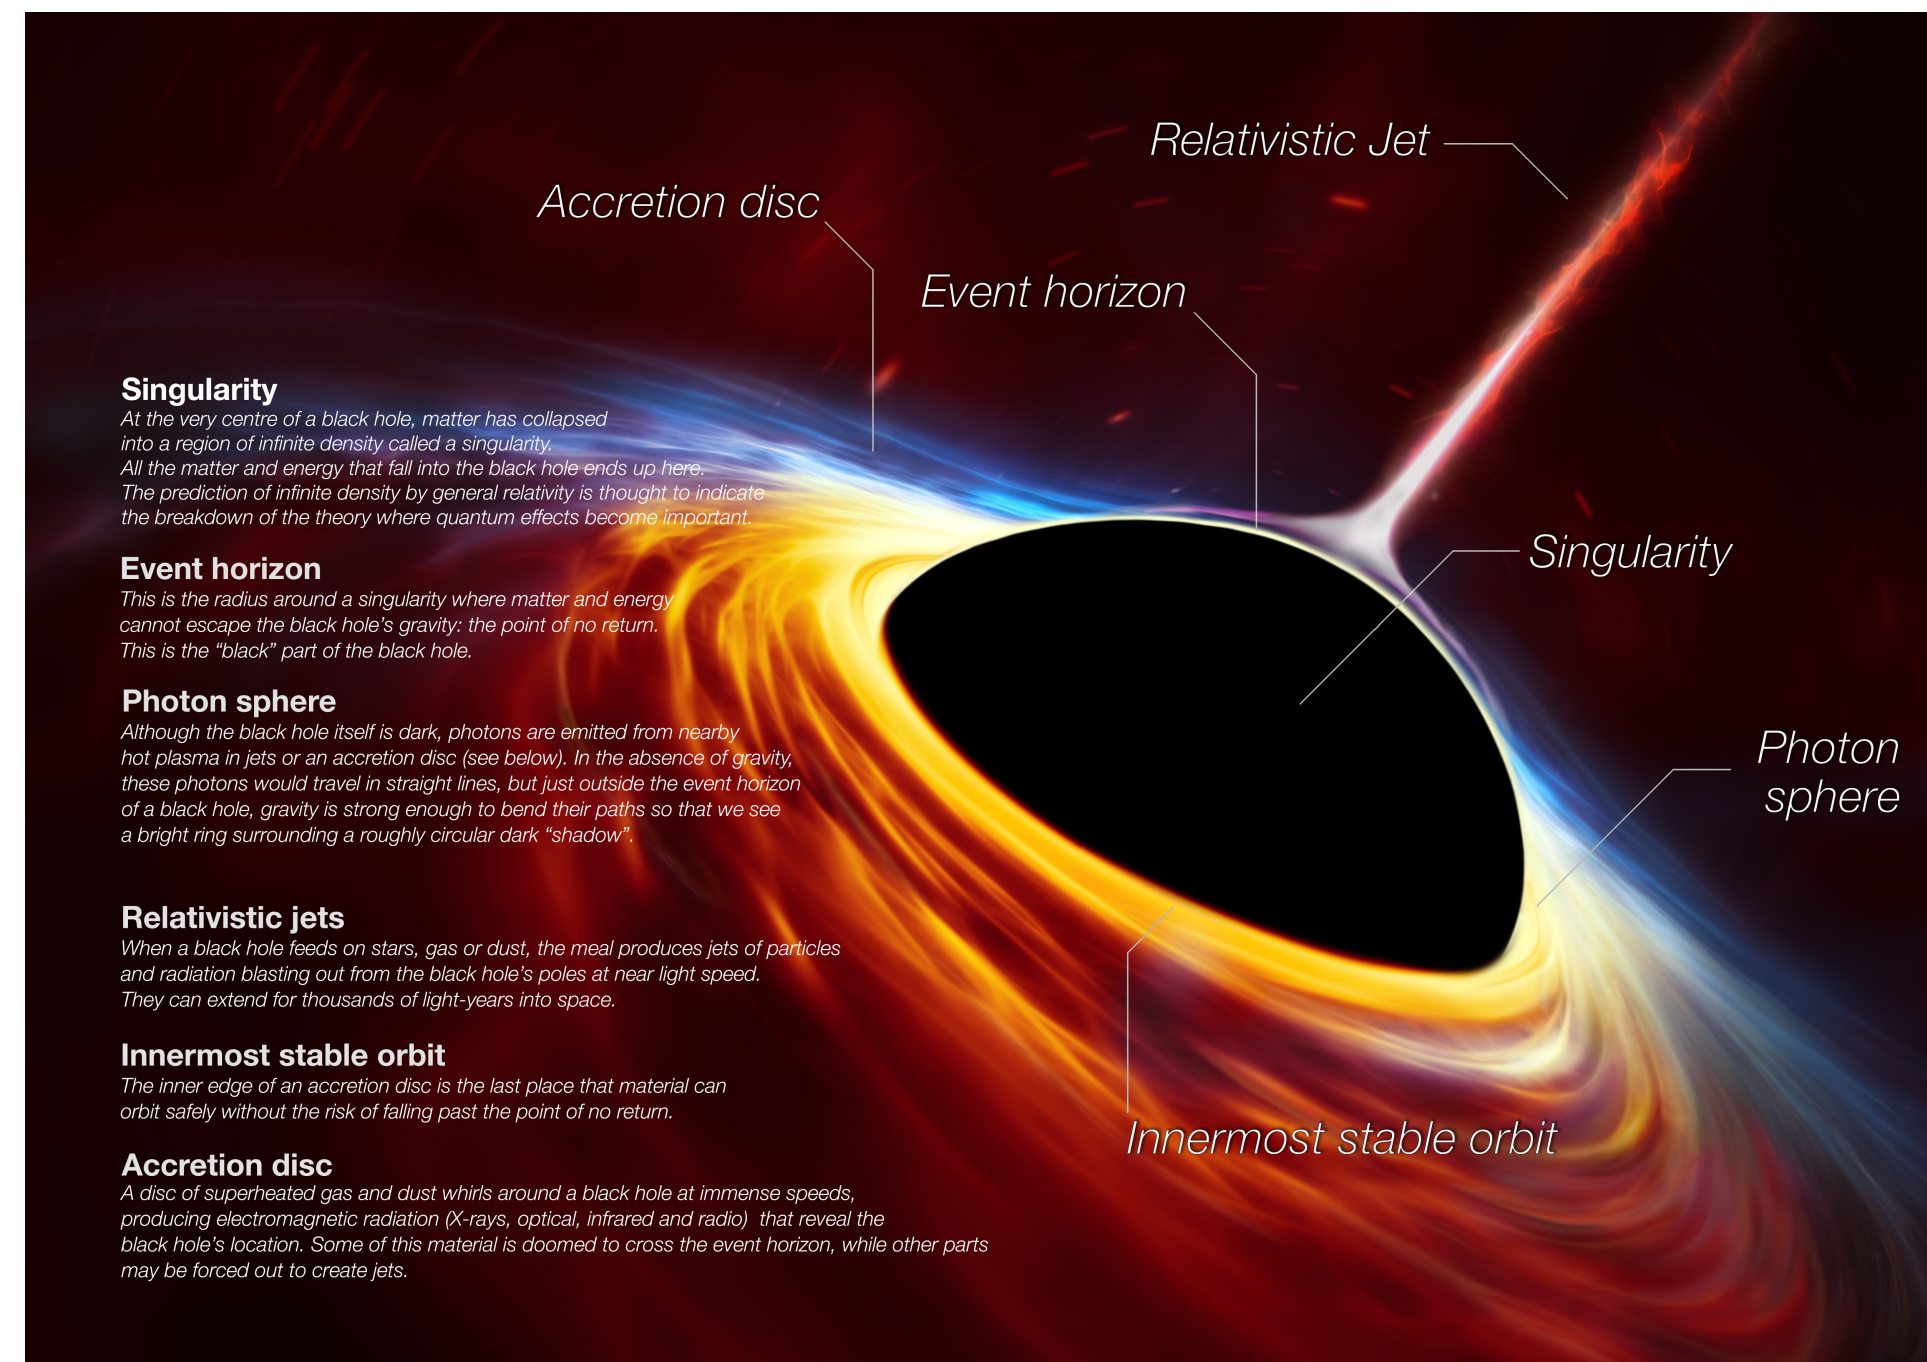 Relativistic Jet
Accretion disc
Event horizon
Singularity
At the very centre of a black hole, matter has collapsed
into a region of infinite density called a singularity.
All the matter and energy that fall into the black hole ends up here.
The prediction of infinite density by general relativity is thought to indicate
the breakdown of the theory where quantum effects become important.
Event horizon
This is the radius around a singularity where matter and energy
cannot escape the black hole’s gravity: the point of no return.
This is the “black” part of the black hole.
Photon sphere
Although the black hole itself is dark, photons are emitted from nearby
hot plasma in jets or an accretion disc (see below). In the absence of gravity,
these photons would travel in straight lines, but just outside the event horizon
of a black hole, gravity is strong enough to bend their paths so that we see
a bright ring surrounding a roughly circular dark “shadow”.
Relativistic jets
When a black hole feeds on stars, gas or dust, the meal produces jets of particles
and radiation blasting out from the black hole’s poles at near light speed.
They can extend for thousands of light-years into space.
Innermost stable orbit
The inner edge of an accretion disc is the last place that material can
orbit safely without the risk of falling past the point of no return.
Accretion disc
A disc of superheated gas and dust whirls around a black hole at immense speeds,
producing electromagnetic radiation (X-rays, optical, infrared and radio)  that reveal the
black hole’s location. Some of this material is doomed to cross the event horizon, while other parts
may be forced out to create jets.
Singularity
Photon
sphere
Innermost stable orbit